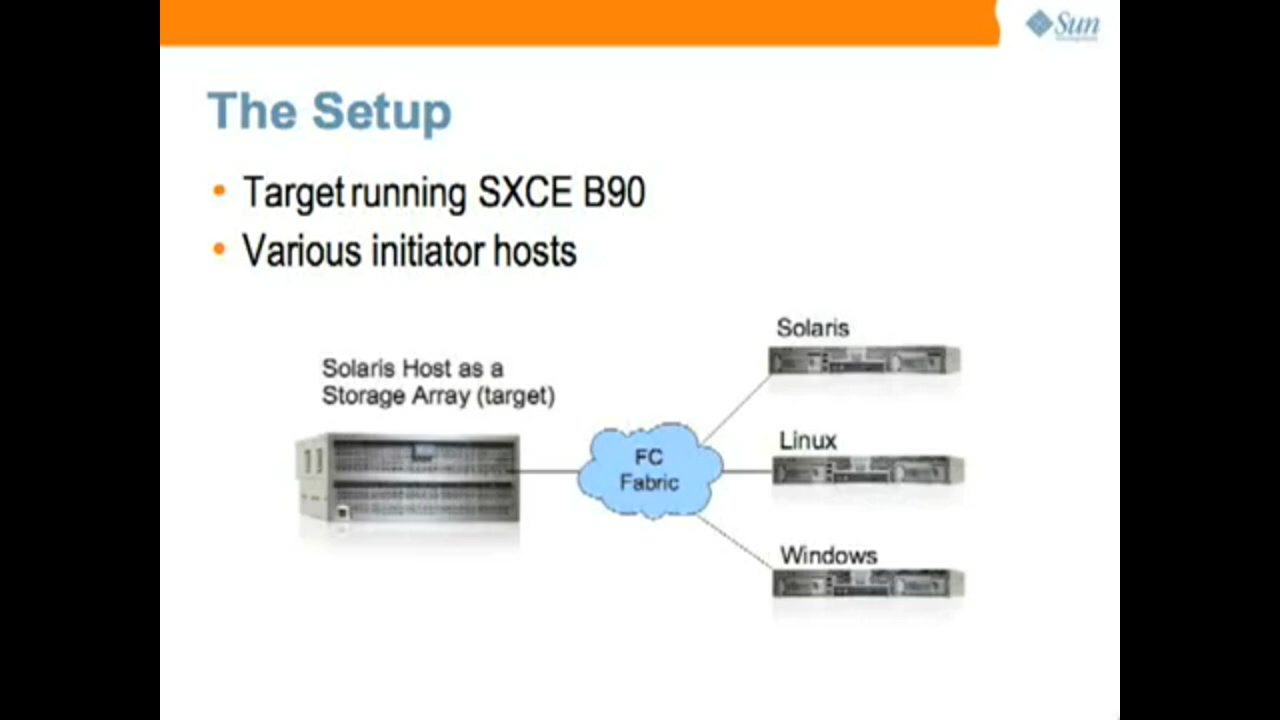 Sun
The Setup
• Target running SXCE B90
• Various initiator hosts
Solaris Host as a
Storage Array (target)
FC
Fabric
Solaris
Linux
Windows